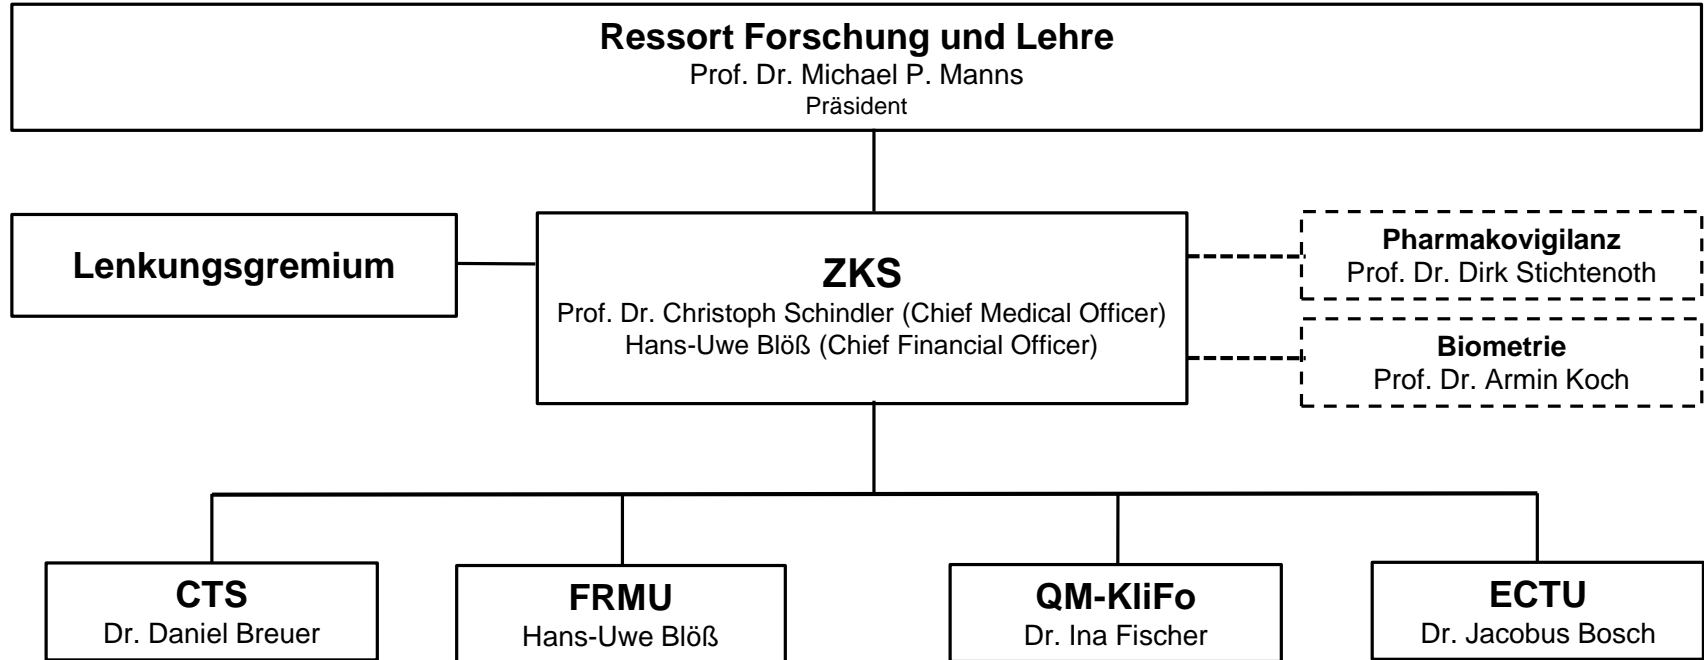 Ressort Forschung und Lehre
Prof. Dr. Michael P. Manns
Präsident
Lenkungsgremium
ZKS
Prof. Dr. Christoph Schindler (Chief Medical Officer)
Hans-Uwe Blöß (Chief Financial Officer)
Pharmakovigilanz
Prof. Dr. Dirk Stichtenoth
Biometrie
Prof. Dr. Armin Koch
CTS
Dr. Daniel Breuer
FRMU
Hans-Uwe Blöß
QM-KliFo
Dr. Ina Fischer
ECTU
Dr. Jacobus Bosch